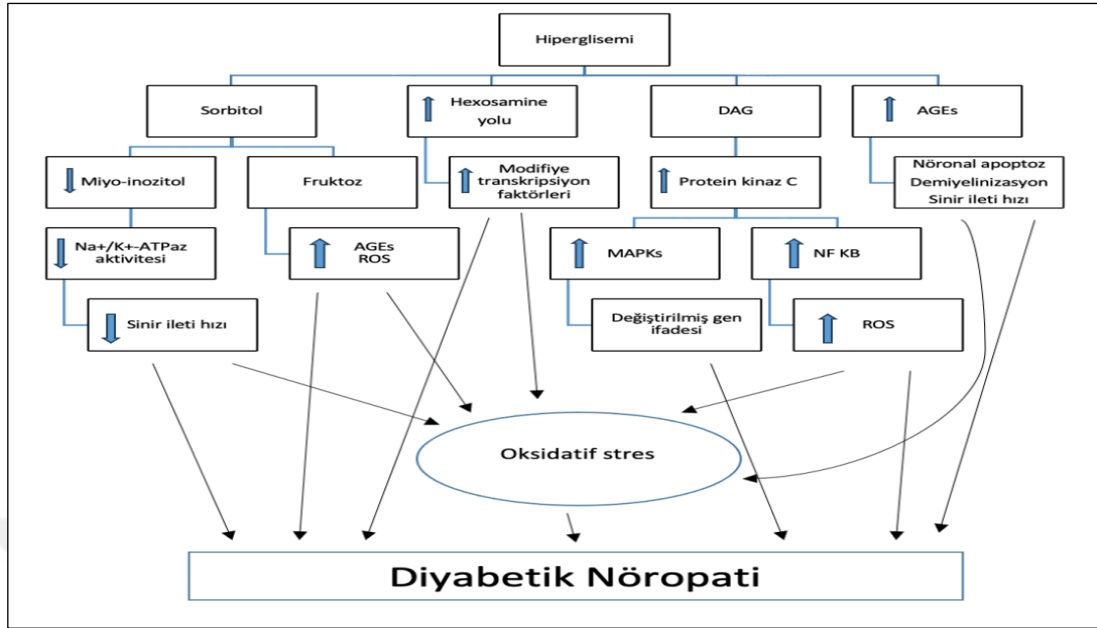 Hiperglisemi
Sorbitol
Hexosamine
yolu
DAG
AGEs
Miyo-inozitol
Fruktoz
Modifiye
transkripsiyon
faktörleri
Protein kinaz C
Nöronal apoptoz
Demiyelinizasyon
Sinir ileti hızı
Na+/K+-ATPaz
aktivitesi
AGEs
ROS
MAPKs
NF KB
Sinir ileti hızı
Değiştirilmiş gen
ifadesi
ROS
Oksidatif stres
Diyabetik Nöropati